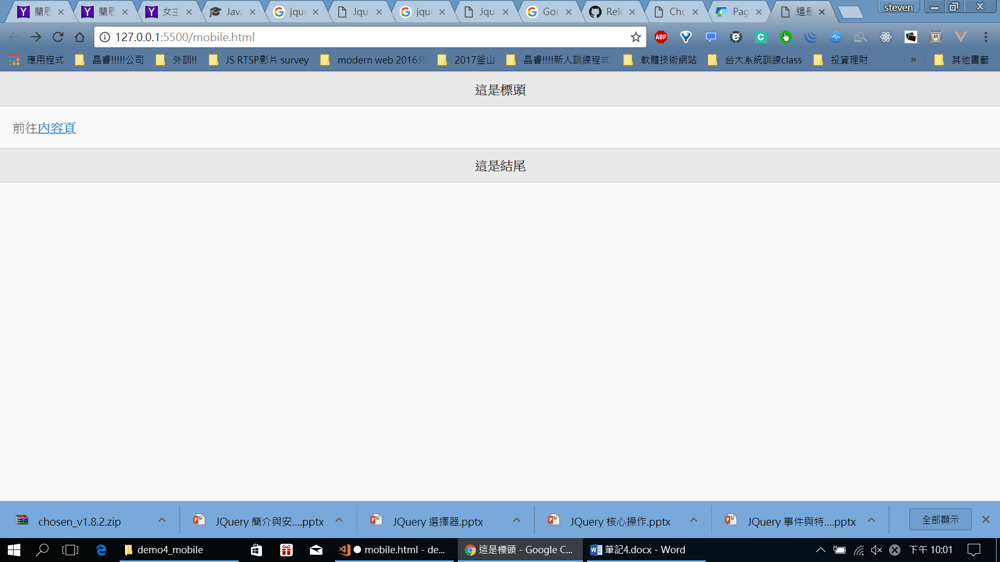 蘭恩
蘭恩
女主
Java
jque
Jqu
jque
Jqu
Goo
Rele
Cho
Pag
這是
steven
127.0.0.1:5500/mobile.html
ABP
應用程式
晶睿!!!!!公司
外訓!!
JS RTSP影片 survey
modern web 2016外
2017釜山
晶睿!!!!新人訓練程式
軟體技術網站
台大系統訓練class
投資理財
»
其他書籤
這是標頭
前往內容頁
這是結尾
chosen_v1.8.2.zip
JQuery 簡介與安....pptx
JQuery 選擇器.pptx
JQuery 核心操作.pptx
JQuery 事件與特....pptx
全部顯示
demo4_mobile
● mobile.html - de...
這是標頭 - Google C...
筆記4.docx - Word
下午 10:01